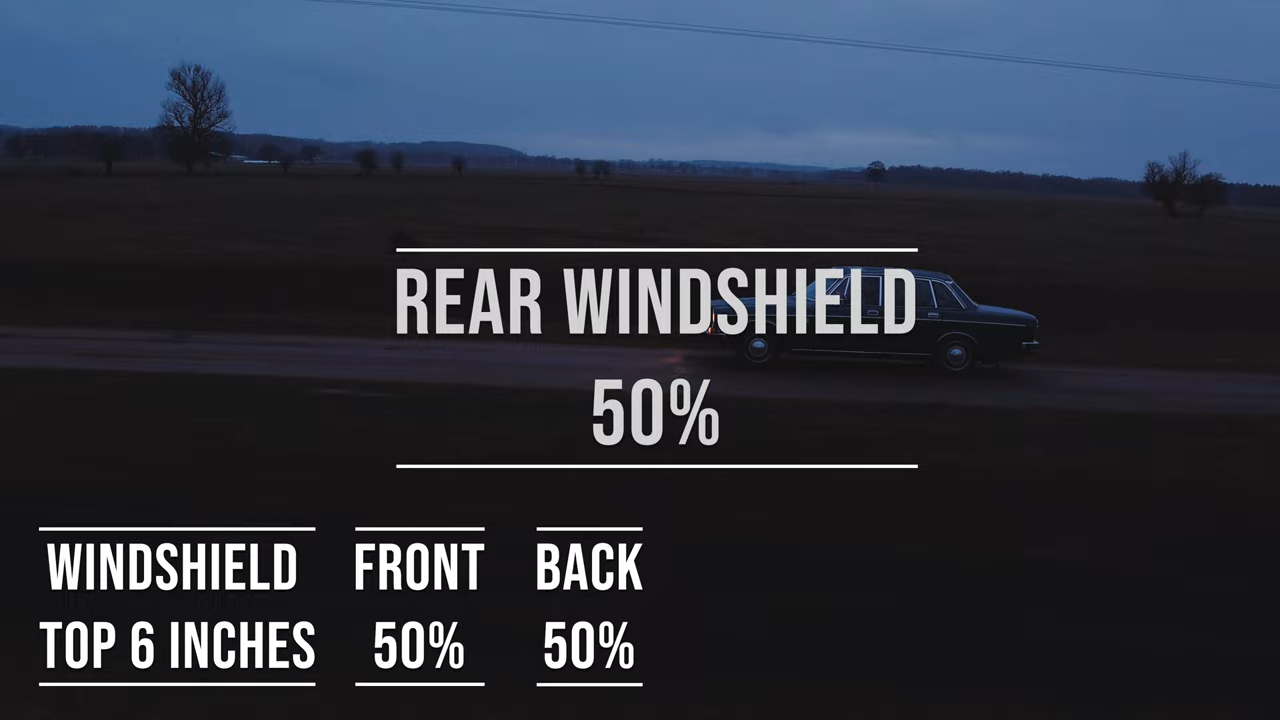 REAR WINDSHIELD
50%
WINDSHIELD FRONT BACK
TOP 6 INCHES 50% 50%